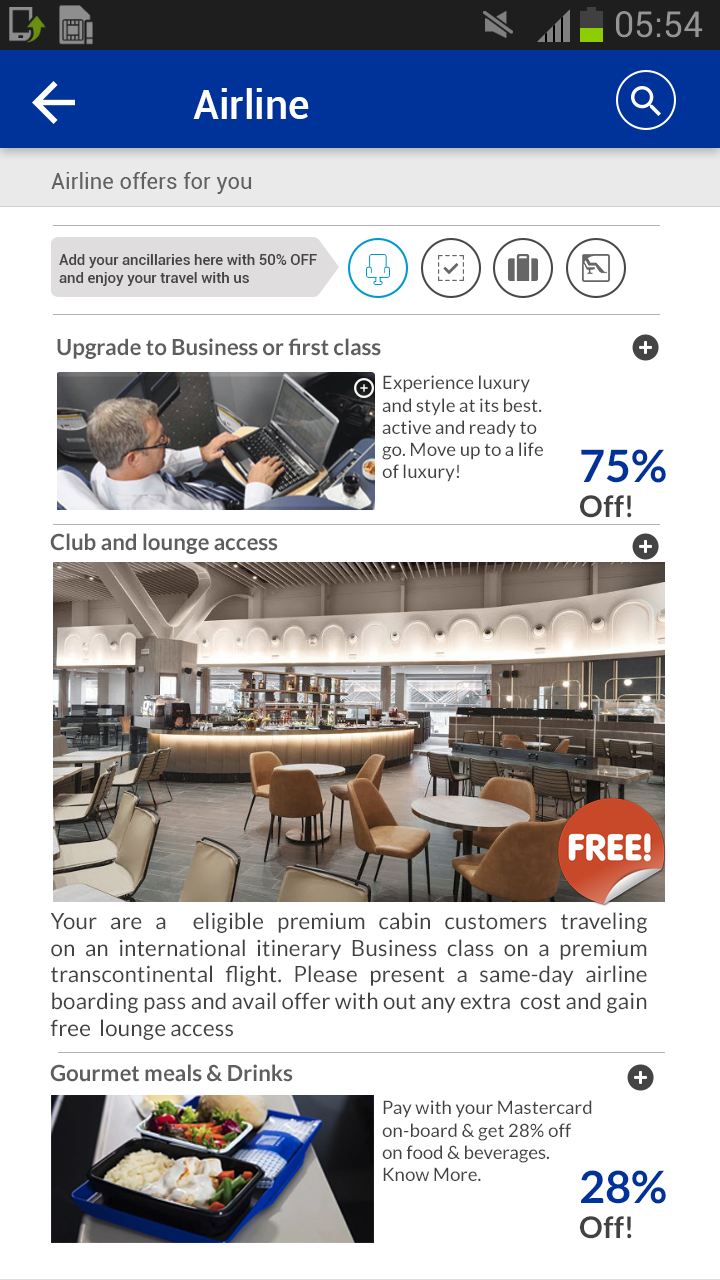 05:54
Airline
Airline offers for you
Add your ancillaries here with 50% OFF
and enjoy your travel with us
Upgrade to Business or first class
Experience luxury
and style at its best.
active and ready to
go. Move up to a life
of luxury!
75%
Off!
Club and lounge access
FREE!
Your are a eligible premium cabin customers traveling
on an international itinerary Business class on a premium
transcontinental flight. Please present a same-day airline
boarding pass and avail offer with out any extra cost and gain
free lounge access
Gourmet meals & Drinks
Pay with your Mastercard
on-board & get 28% off
on food & beverages.
Know More.
28%
Off!